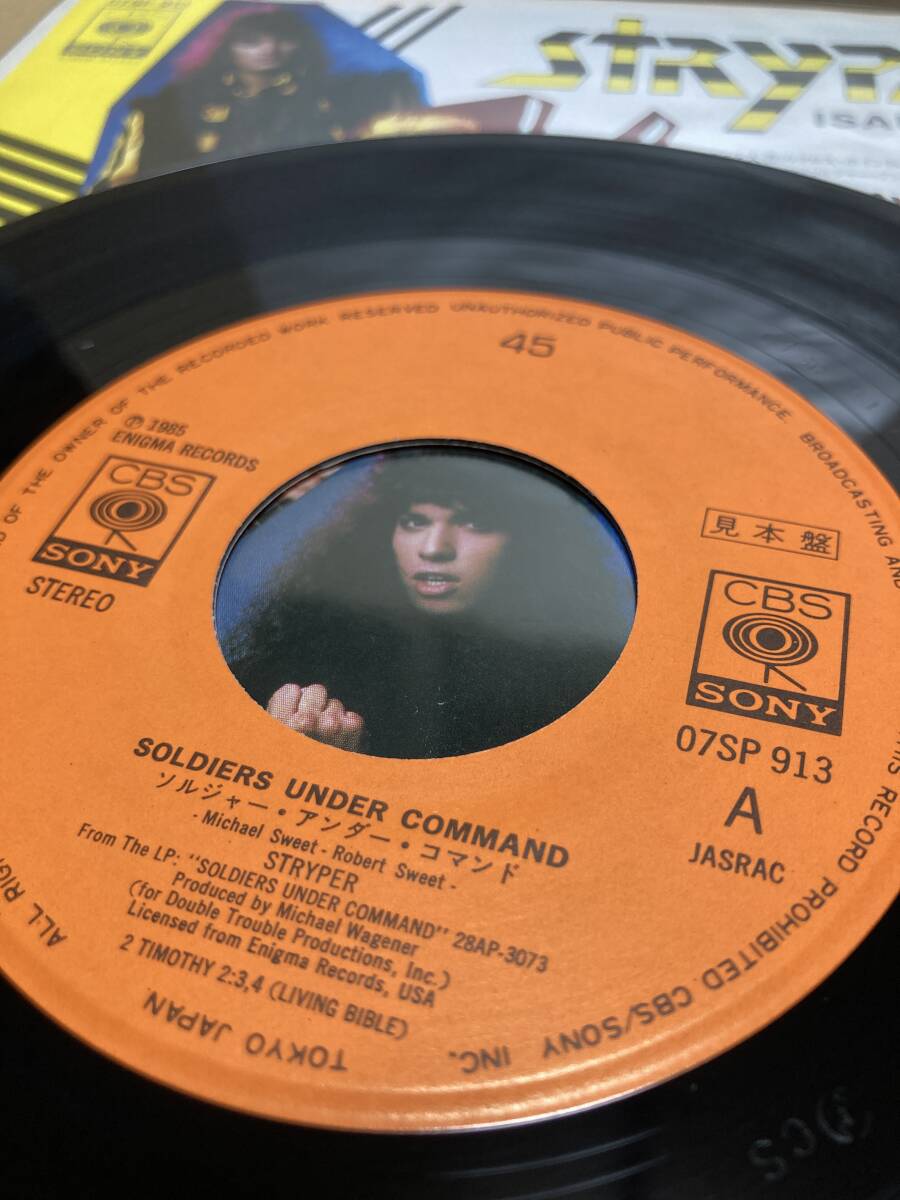 CBS
SONY
STRYP
ISA
45
ALL RIG
S OF THE OWNER OF THE RECORDED WORK RESERVED UNAUTHORIZED PUBLIC PERFORMANCE. BROADCASTING AND
HIS RECORD PROHIBITED. CBS/SONY INC.
TOKYO JAPAN
Ⓟ 1985
ENIGMA RECORDS
CBS
SONY
STEREO
見本盤
CBS
SONY
07SP 913
A
JASRAC
SOLDIERS UNDER COMMAND
ソルジャー・アンダー・コマンド
- Michael Sweet - Robert Sweet -
STRYPER
From The LP: "SOLDIERS UNDER COMMAND" 28AP-3073
Produced by Michael Wagener
(for Double Trouble Productions, Inc.)
Licensed from Enigma Records, USA
2 TIMOTHY 2:3,4 (LIVING BIBLE)